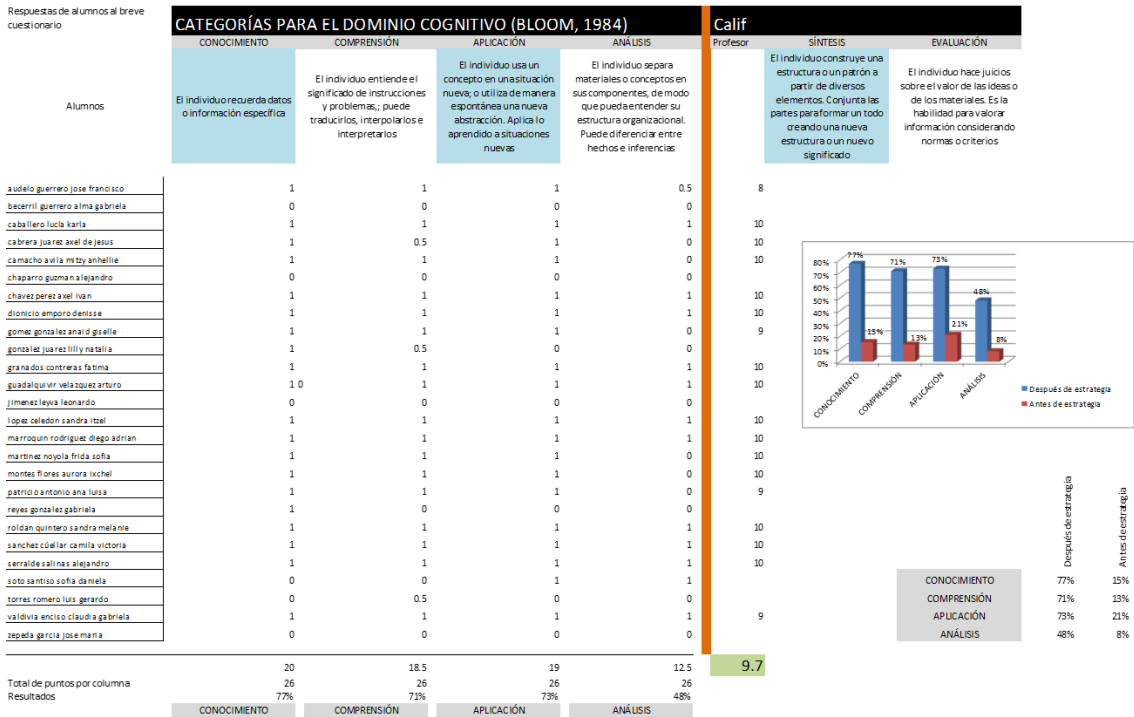 Respuestas de alumnos al breve
cuestionario
CATEGORÍAS PARA EL DOMINIO COGNITIVO (BLOOM, 1984)
Calif
CONOCIMIENTO COMPRENSIÓN APLICACIÓN ANÁLISIS Profesor SÍNTESIS EVALUACIÓN
Alumnos
El individuo recuerda datos
o información específica
El individuo entiende el
significado de instrucciones
y problemas,; puede
traducirlos, interpolarlos e
interpretarlos
El individuo usa un
concepto en una situación
nueva; o utiliza de manera
espontánea una nueva
abstracción. Aplica lo
aprendido a situaciones
nuevas
El individuo separa
materiales o conceptos en
sus componentes, de modo
que pueda entender su
estructura organizacional.
Puede diferenciar entre
hechos e inferencias
El individuo construye una
estructura o un patrón a
partir de diversos
elementos. Conjunta las
partes para formar un todo
creando una nueva
estructura o un nuevo
significado
El individuo hace juicios
sobre el valor de las ideas o
de los materiales. Es la
habilidad para valorar
información considerando
normas o criterios
audelo guerrero jose francisco 1 1 1 0.5 8
becerril guerrero alma gabriela 0 0 0 0
caballero lucía karla 1 1 1 1 10
cabrera juarez axel de jesus 1 0.5 1 0 10
camacho avila mitzy anhellie 1 1 1 0 10
chaparro guzman alejandro 0 0 0 0
chavez perez axel ivan 1 1 1 1 10
dionicio emporo denisse 1 1 1 1 10
gomez gonzalez anaid giselle 1 1 1 0 9
gonzalez juarez lilly natalia 1 0.5 0 0
granados contreras fatima 1 1 1 1 10
guadalquivir velazquez arturo 1 0 1 1 1 10
jimenez leyva leonardo 0 0 0 0
lopez celedon sandra itzel 1 1 1 1 10
marroquin rodriguez diego adrian 1 1 1 1 10
martinez noyola frida sofia 1 1 1 0 10
montes flores aurora ixchel 1 1 1 0 10
patricio antonio ana luisa 1 1 1 0 9
reyes gonzalez gabriela 1 0 0 0
roldan quintero sandra melanie 1 1 1 1 10
sanchez cúellar camila victoria 1 1 1 1 10
serralde salinas alejandro 1 1 1 1 10
soto santiso sofia daniela 0 0 1 1
torres romero luis gerardo 0 0.5 0 0
valdivia enciso claudia gabriela 1 1 1 1 9
zepeda garcia jose maria 0 0 0 0
20 18.5 19 12.5 9.7
Total de puntos por columna 26 26 26 26
Resultados 77% 71% 73% 48%
CONOCIMIENTO COMPRENSIÓN APLICACIÓN ANÁLISIS
80%
70%
60%
50%
40%
30%
20%
10%
0%
77% 71% 73% 48%
15% 13% 21% 8%
CONOCIMIENTO COMPRENSIÓN APLICACIÓN ANÁLISIS
Después de estrategia
Antes de estrategia
Después de estrategia
Antes de estrategia
CONOCIMIENTO 77% 15%
COMPRENSIÓN 71% 13%
APLICACIÓN 73% 21%
ANÁLISIS 48% 8%